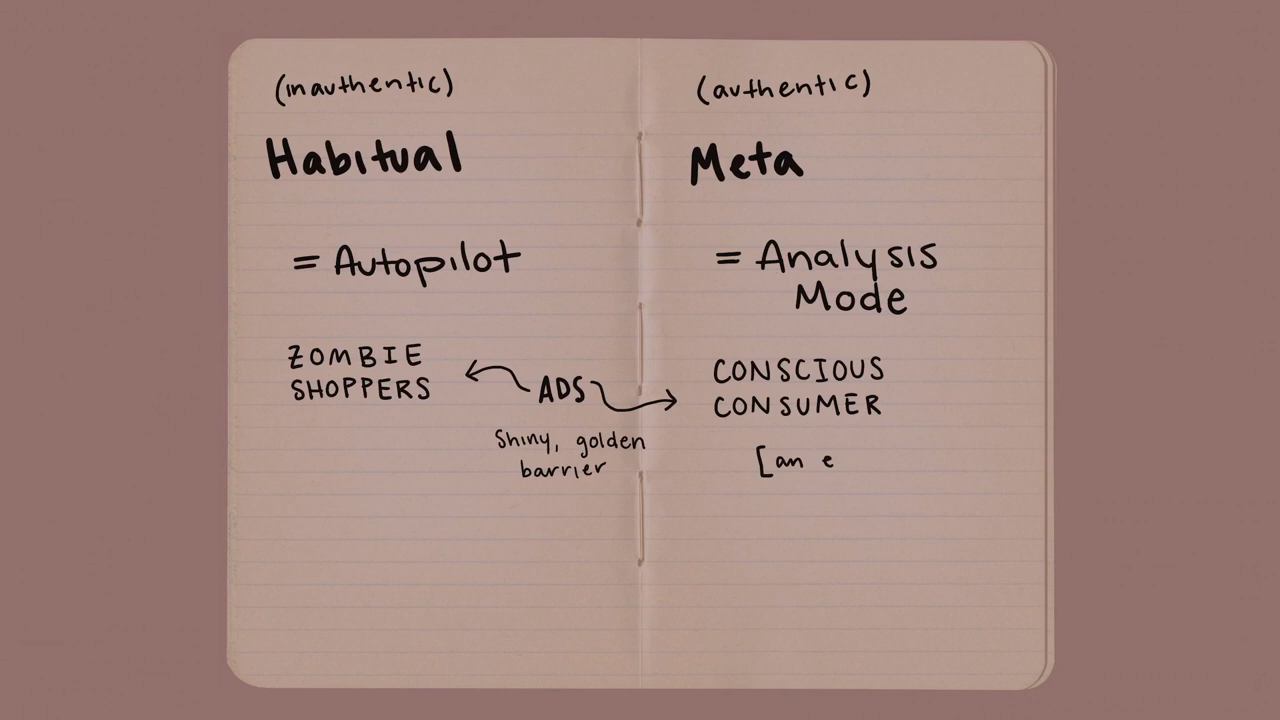 (inauthentic)
Habitual
= Autopilot
ZOMBIE
SHOPPERS
ADS
Shiny, golden
barrier
(authentic)
Meta
= Analysis
Mode
CONSCIOUS
CONSUMER
[an e